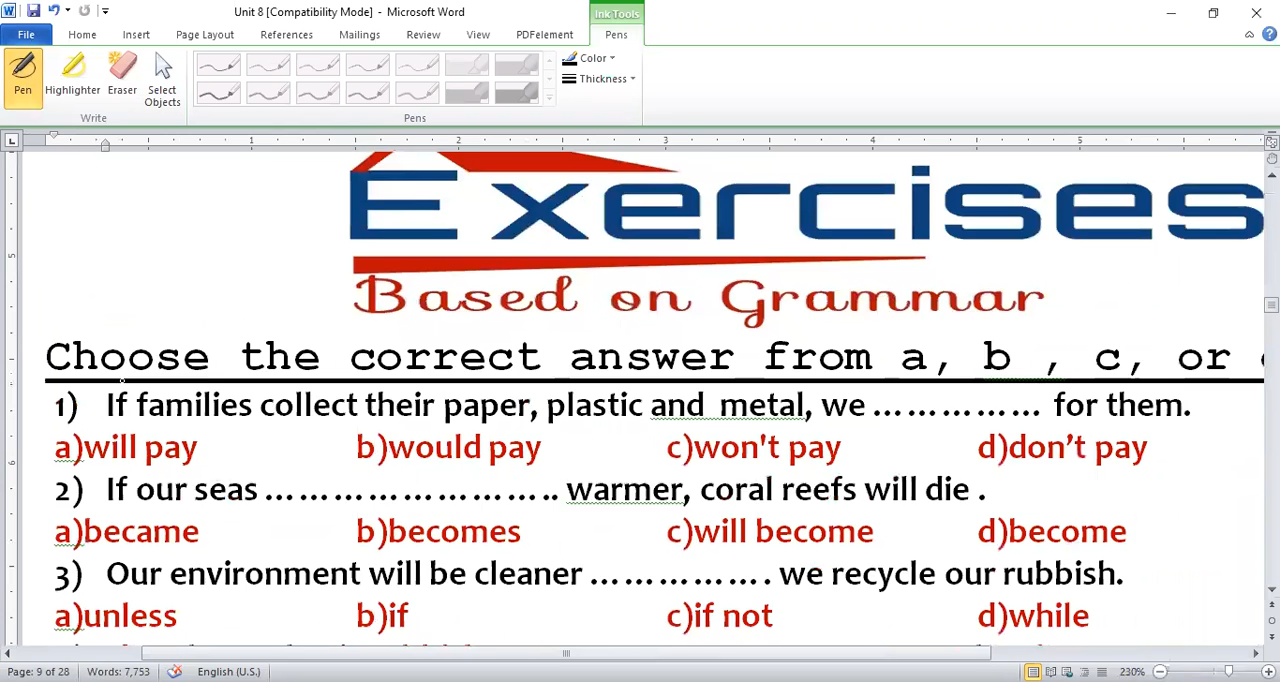 Unit 8 [Compatibility Mode] - Microsoft Word
Ink Tools
File Home Insert Page Layout References Mailings Review View PDFelement Pens
Pen Highlighter Eraser Select Objects
Color
Thickness
Write Pens
1 2 3 4 5
Exercises
Based on Grammar
Choose the correct answer from a, b , c, or
1) If families collect their paper, plastic and metal, we …………… for them.
a)will pay b)would pay c)won't pay d)don’t pay
2) If our seas …………………….. warmer, coral reefs will die .
a)became b)becomes c)will become d)become
3) Our environment will be cleaner ……………. we recycle our rubbish.
a)unless b)if c)if not d)while
Page: 9 of 28 Words: 7,753 English (U.S.) 230%